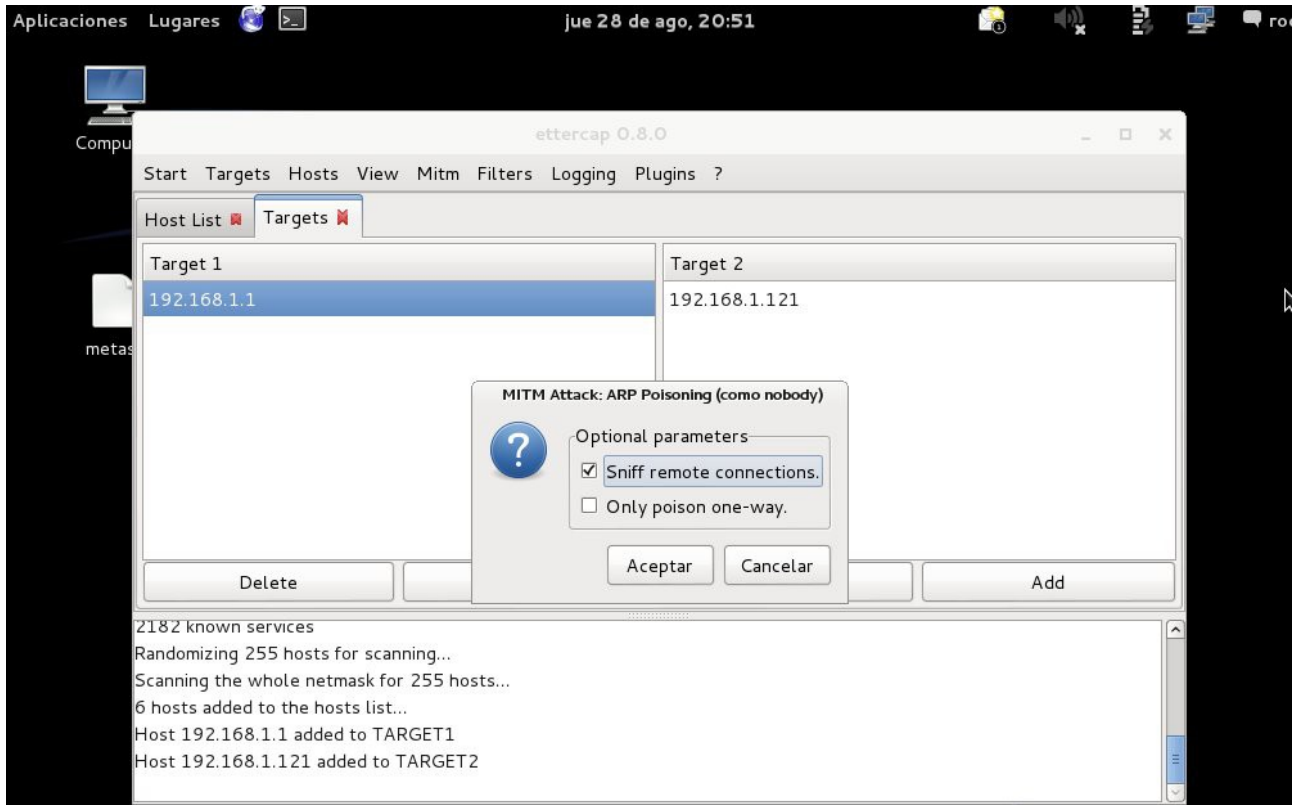 Aplicaciones Lugares jue 28 de ago, 20:51
Compu
ettercap 0.8.0
Start Targets Hosts View Mitm Filters Logging Plugins ?
Host List Targets
Target 1 Target 2
192.168.1.1 192.168.1.121
metas
MITM Attack: ARP Poisoning (como nobody)
Optional parameters
Sniff remote connections.
Only poison one-way.
Aceptar Cancelar
Delete Add
2182 known services
Randomizing 255 hosts for scanning...
Scanning the whole netmask for 255 hosts...
6 hosts added to the hosts list...
Host 192.168.1.1 added to TARGET1
Host 192.168.1.121 added to TARGET2